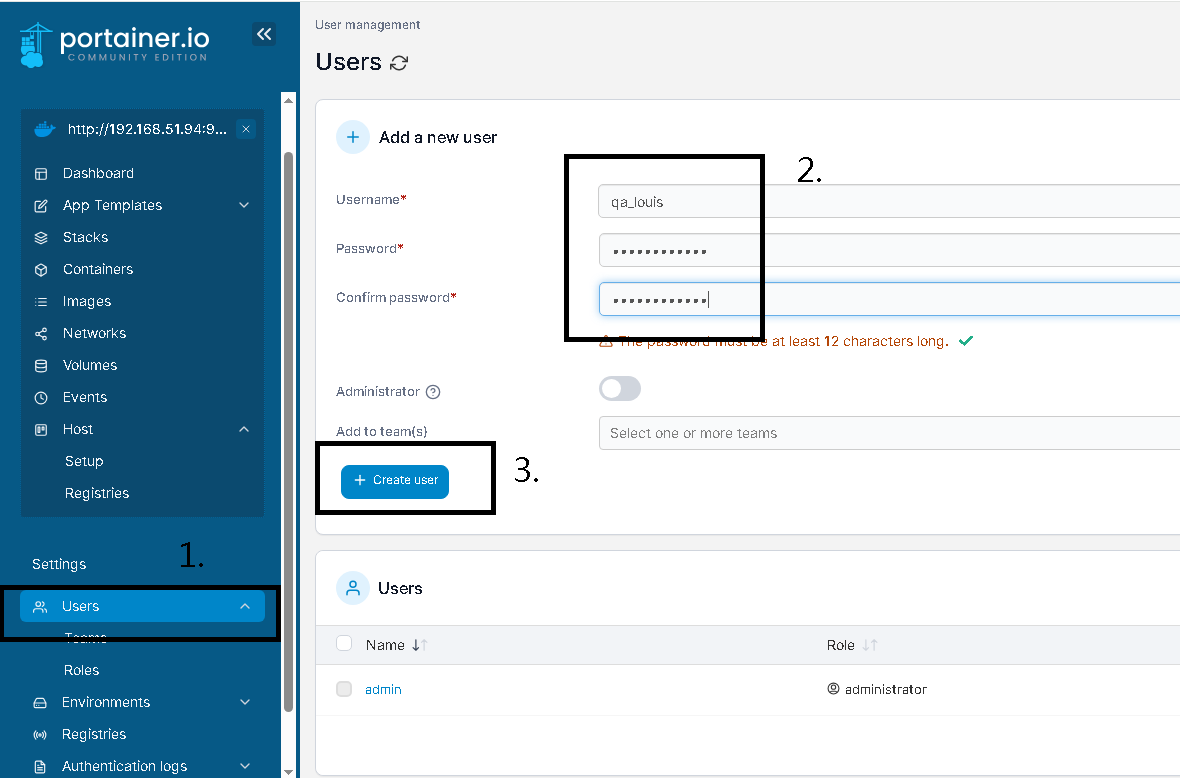 portainer.io
COMMUNITY EDITION
http://192.168.51.94:9...
Dashboard
App Templates
Stacks
Containers
Images
Networks
Volumes
Events
Host
Setup
Registries
Settings
1.
Users
Teams
Roles
Environments
Registries
Authentication logs
User management
Users
Add a new user
2.
Username*
qa_louis
Password*
••••••••••••
Confirm password*
••••••••••••
The password must be at least 12 characters long.
Administrator
Add to team(s)
Select one or more teams
+ Create user
3.
Users
Name
Role
admin
administrator